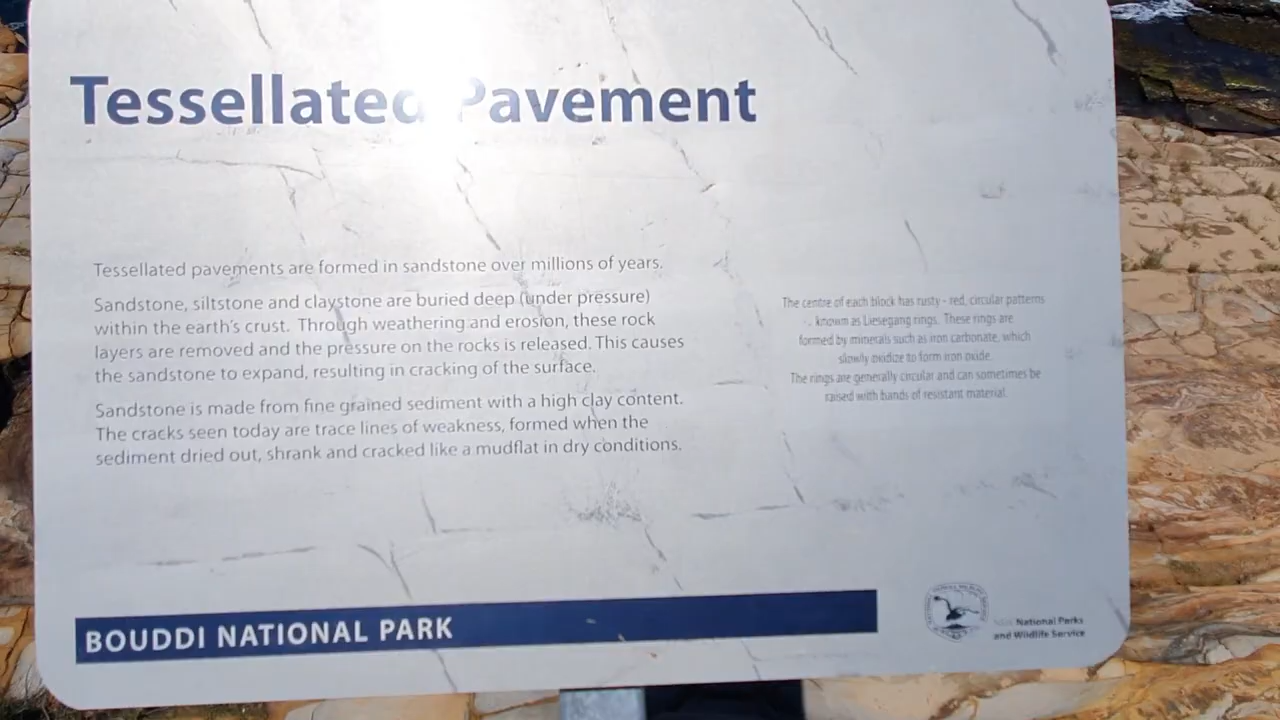 Tessellated Pavement
Tessellated pavements are formed in sandstone over millions of years.
Sandstone, siltstone and claystone are buried deep (under pressure)
within the earth's crust. Through weathering and erosion, these rock
layers are removed and the pressure on the rocks is released. This causes
the sandstone to expand, resulting in cracking of the surface.
Sandstone is made from fine grained sediment with a high clay content.
The cracks seen today are trace lines of weakness, formed when the
sediment dried out, shrank and cracked like a mudflat in dry conditions.
The centre of each block has rusty - red, circular patterns
known as Liesegang rings. These rings are
formed by minerals such as iron carbonate, which
slowly oxidize to form iron oxide.
The rings are generally circular and can sometimes be
raised with bands of resistant material.
BOUDDI NATIONAL PARK
National Parks
and Wildlife Service